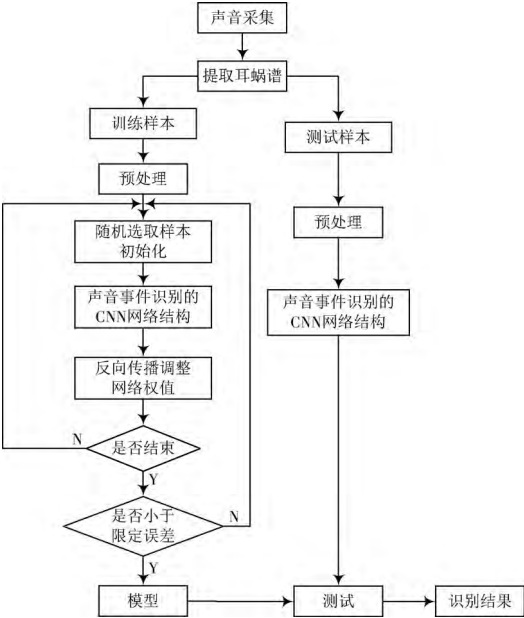 声音采集
提取耳蜗谱
训练样本
测试样本
预处理
预处理
随机选取样本
初始化
声音事件识别的
CNN网络结构
声音事件识别的
CNN网络结构
反向传播调整
网络权值
N
是否结束
Y
是否小于
限定误差
N
Y
模型
测试
识别结果